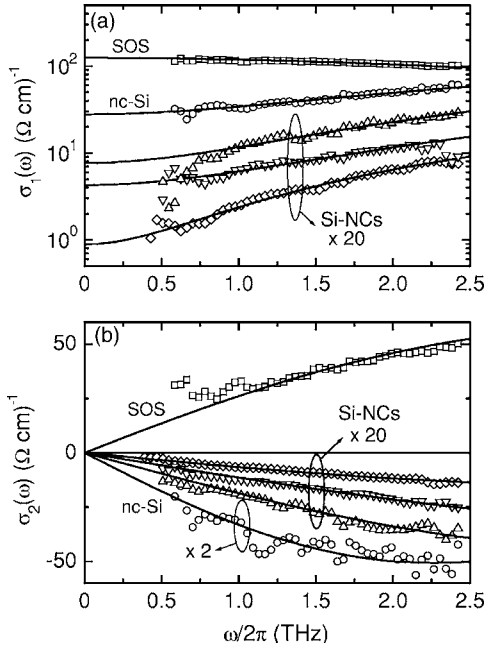 (a)
SOS
nc-Si
Si-NCs
x 20
σ₁(ω) (Ω cm)⁻¹
10²
10¹
10⁰
0.0 0.5 1.0 1.5 2.0 2.5
(b)
SOS
Si-NCs
x 20
nc-Si
x 2
σ₂(ω) (Ω cm)⁻¹
50
0
-50
0.0 0.5 1.0 1.5 2.0 2.5
ω/2π (THz)